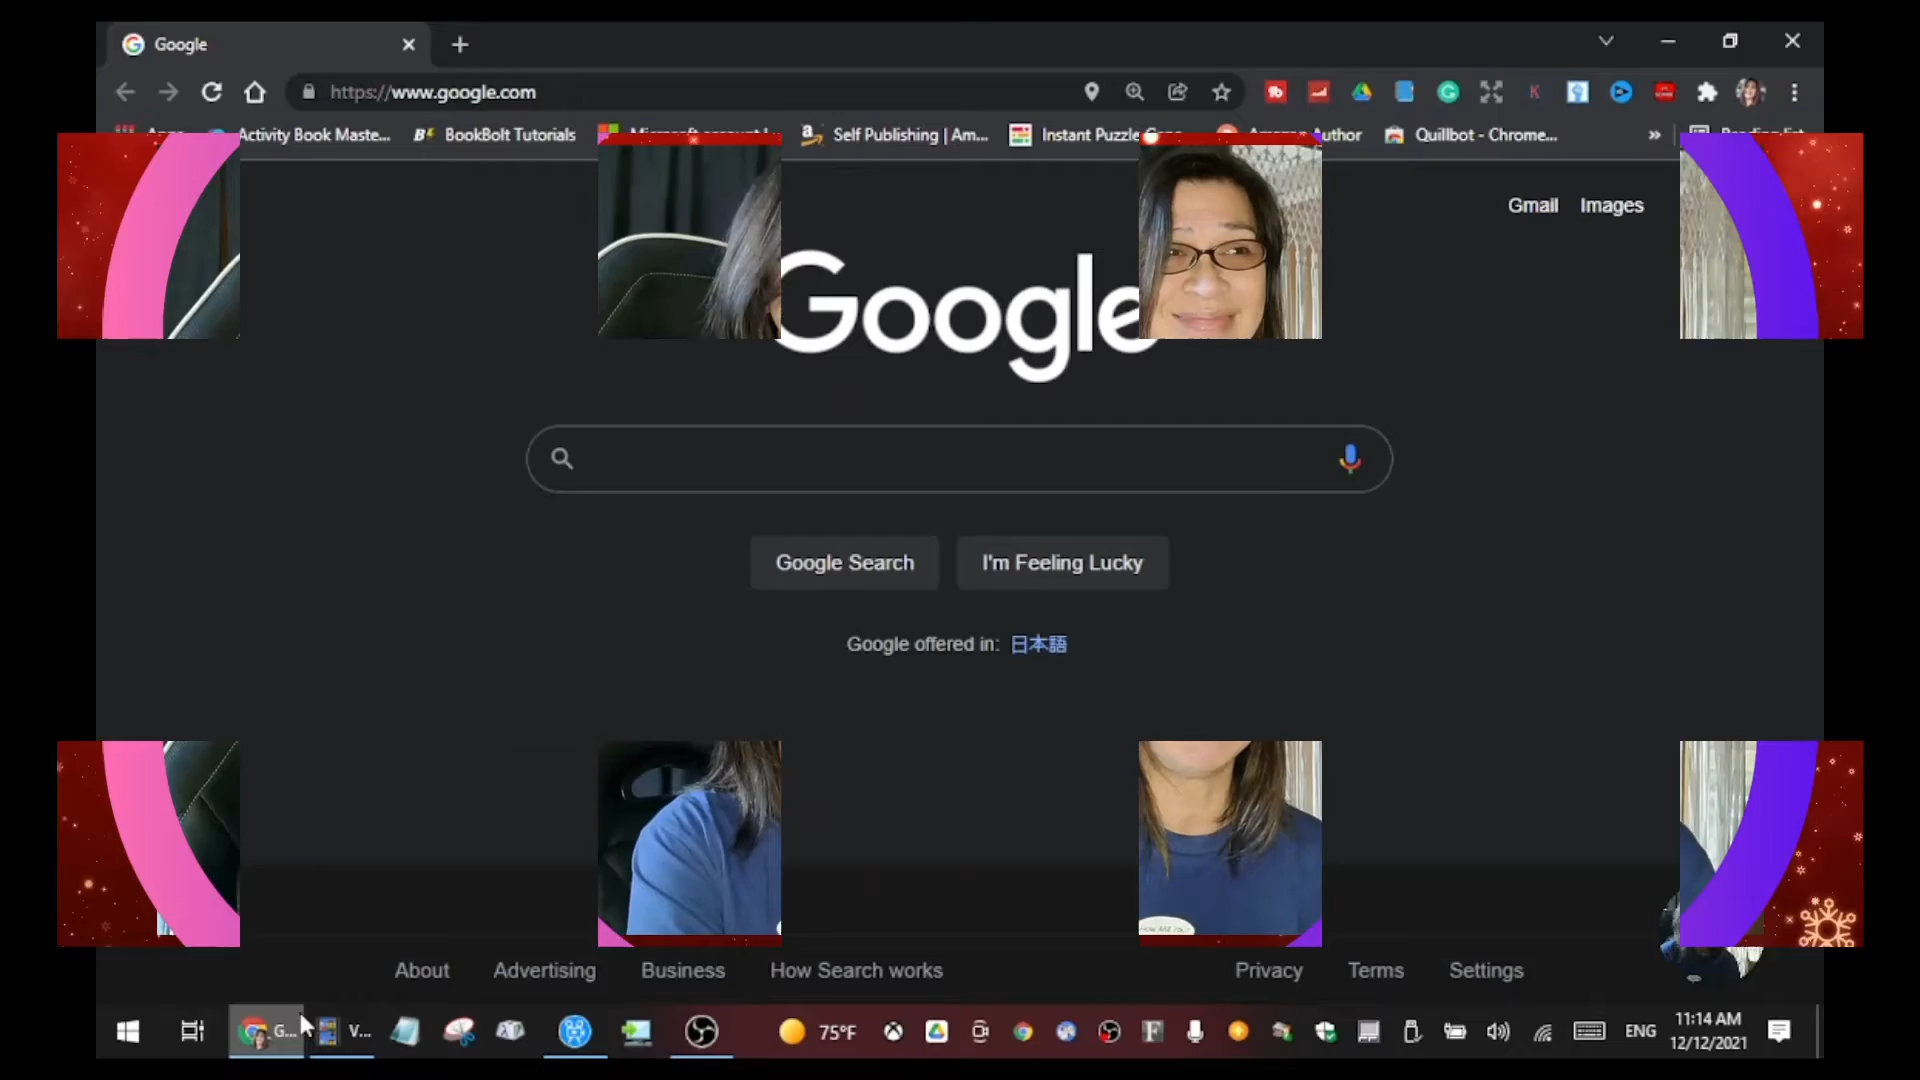 Google
https://www.google.com
Activity Book Maste... BookBolt Tutorials Self Publishing | Am... Instant Puzzle Author Quillbot - Chrome... »
Gmail Images
Google
Google Search I'm Feeling Lucky
Google offered in: 日本語
About Advertising Business How Search works Privacy Terms Settings
G... V... 75°F ENG 11:14 AM
12/12/2021